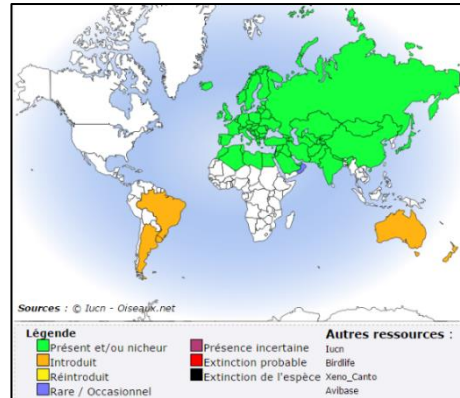 Sources : © Iucn - Oiseaux.net
Légende
Présent et/ou nicheur
Introduit
Réintroduit
Rare / Occasionnel
Présence incertaine
Extinction probable
Extinction de l'espèce
Autres ressources :
Iucn
Birdlife
Xeno_Canto
Avibase